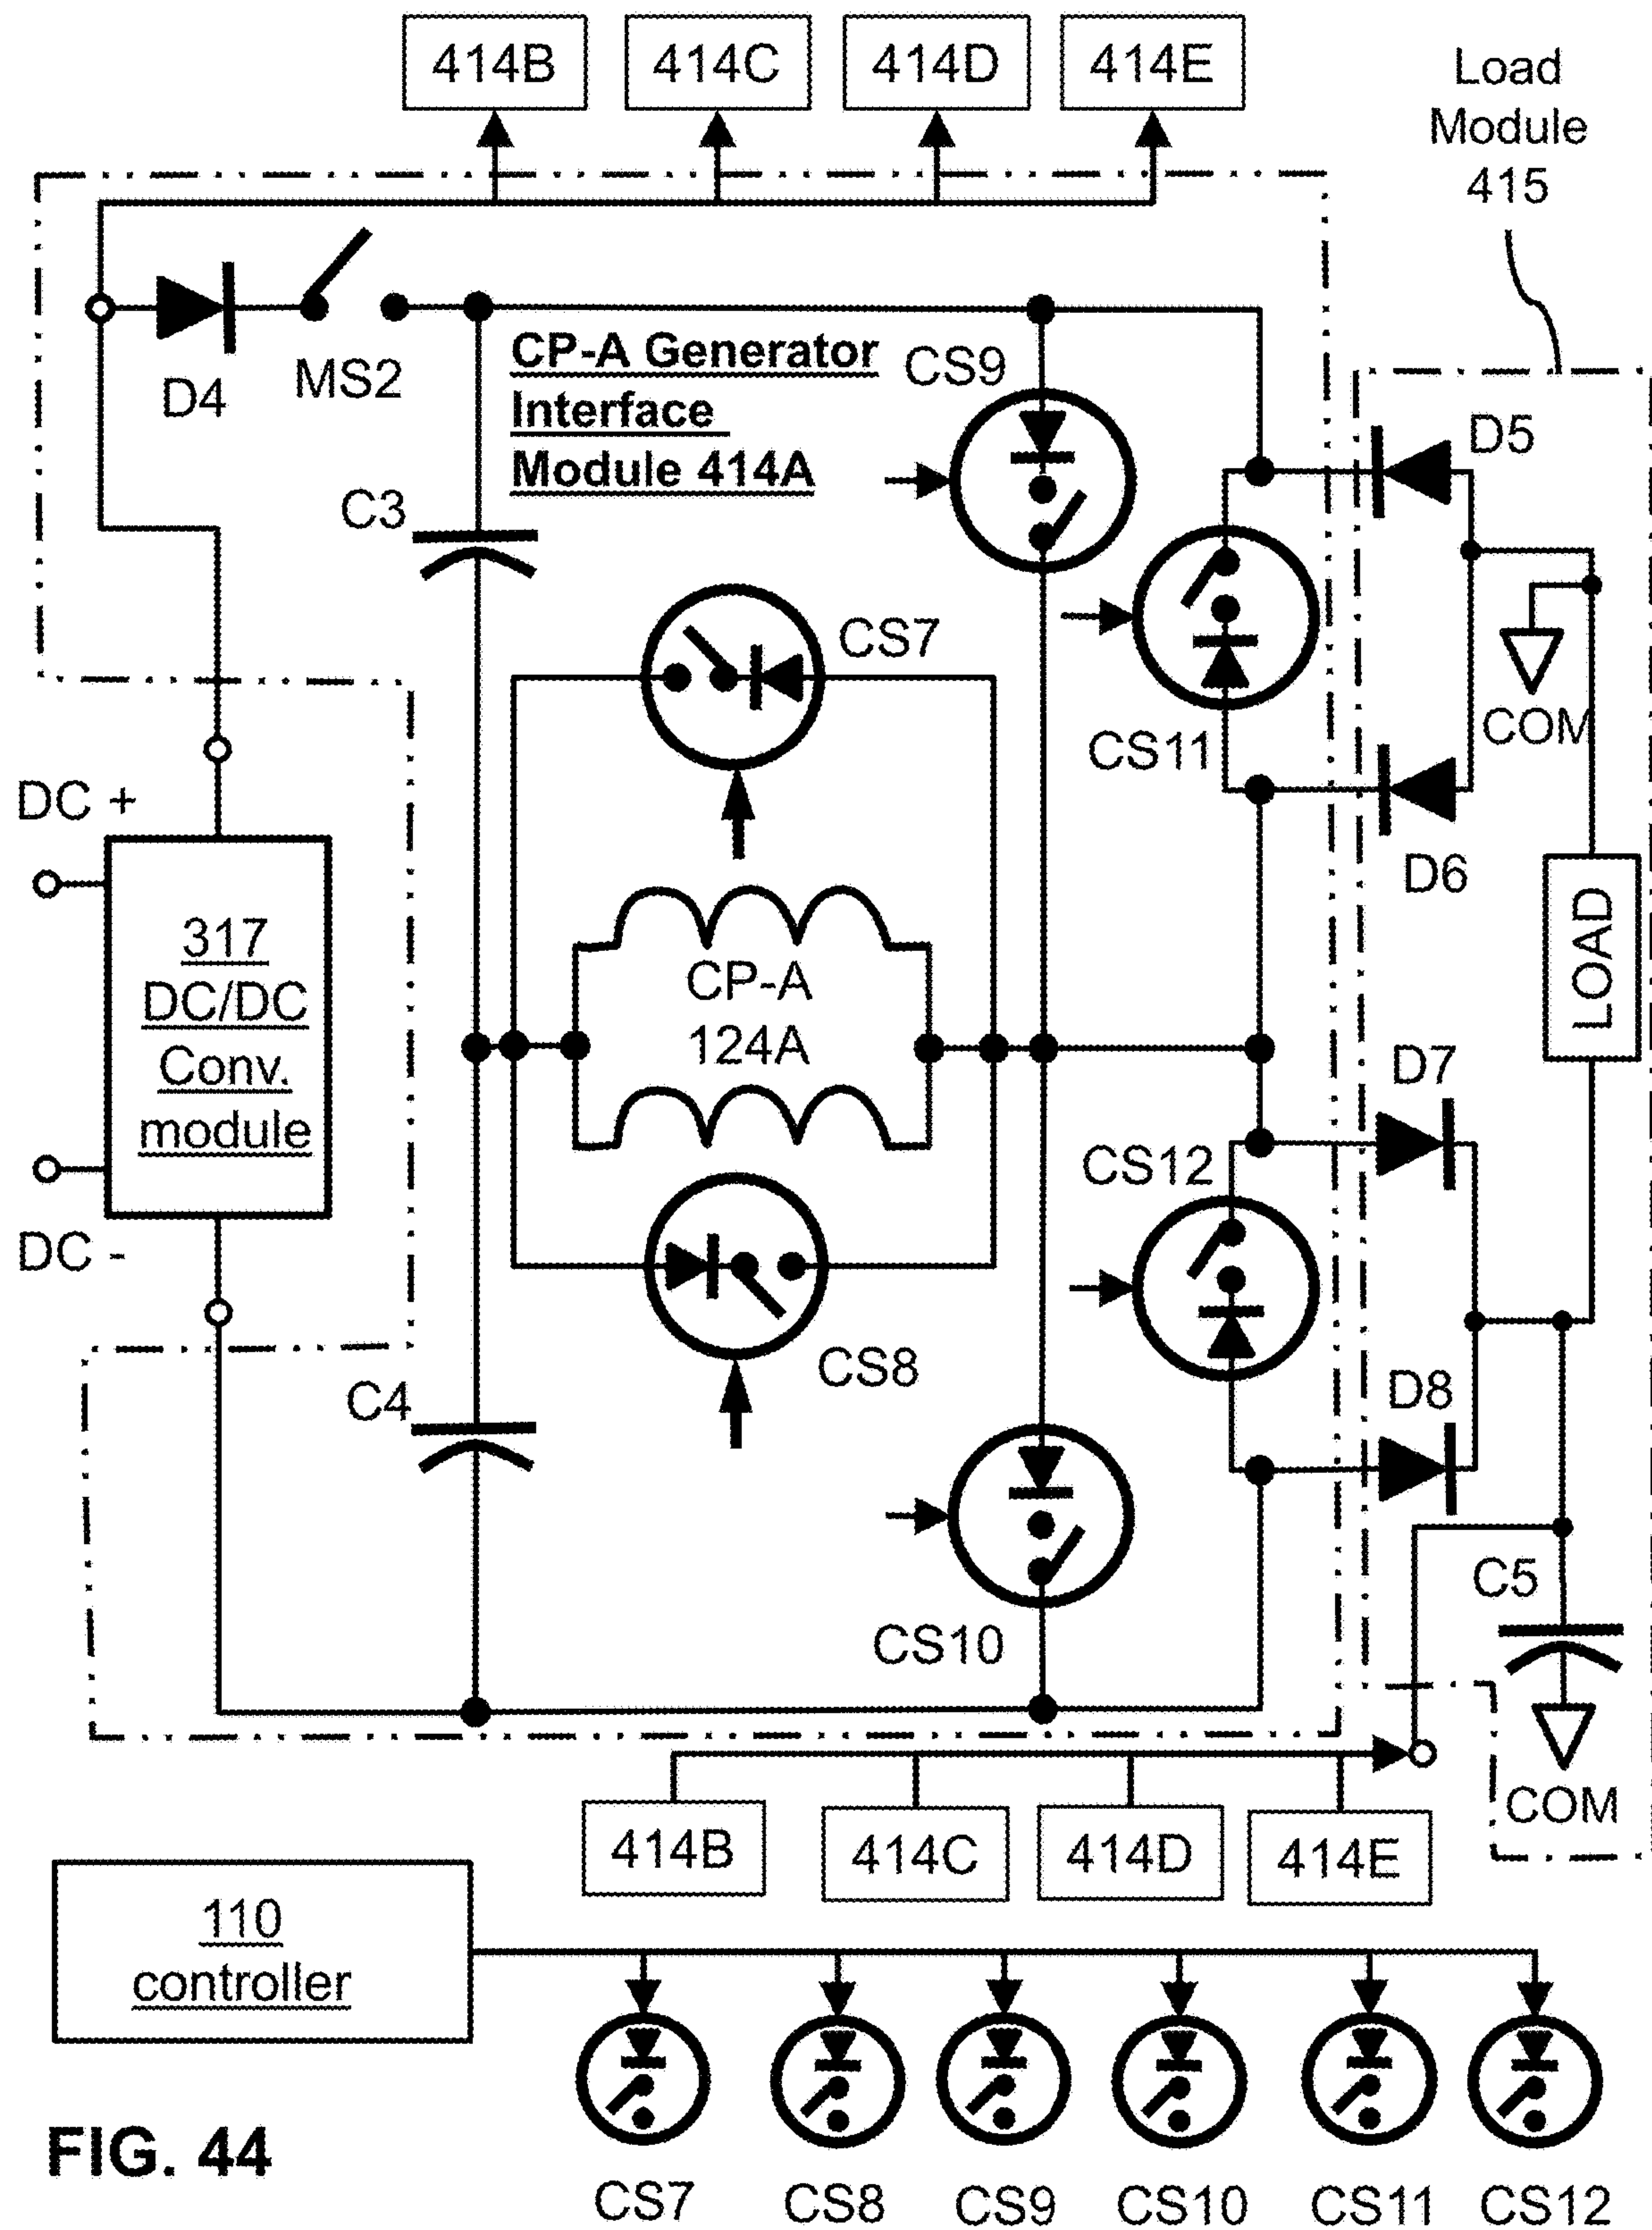 414B
414C
414D
414E
Load
Module
415
D4
MS2
CP-A Generator
Interface
Module 414A
CS9
D5
C3
CS7
CS11
COM
DC +
D6
317
DC/DC
Conv.
module
CP-A
124A
LOAD
D7
CS12
DC -
CS8
D8
C4
C5
CS10
COM
414B
414C
414D
414E
110
controller
FIG. 44
CS7
CS8
CS9
CS10
CS11
CS12